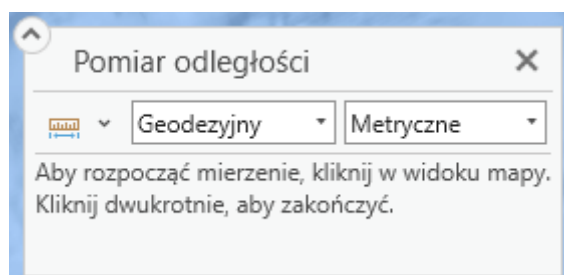 Pomiar odległości
Geodezyjny Metryczne
Aby rozpocząć mierzenie, kliknij w widoku mapy.
Kliknij dwukrotnie, aby zakończyć.